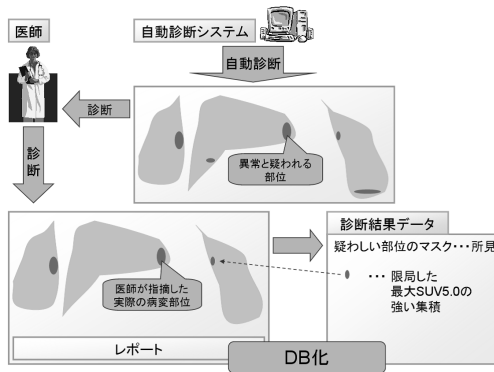 医師
自動診断システム
自動診断
診断
異常と疑われる
部位
診断
医師が指摘した
実際の病変部位
レポート
診断結果データ
疑わしい部位のマスク・・・所見
・・・ 限局した
最大SUV5.0の
強い集積
DB化